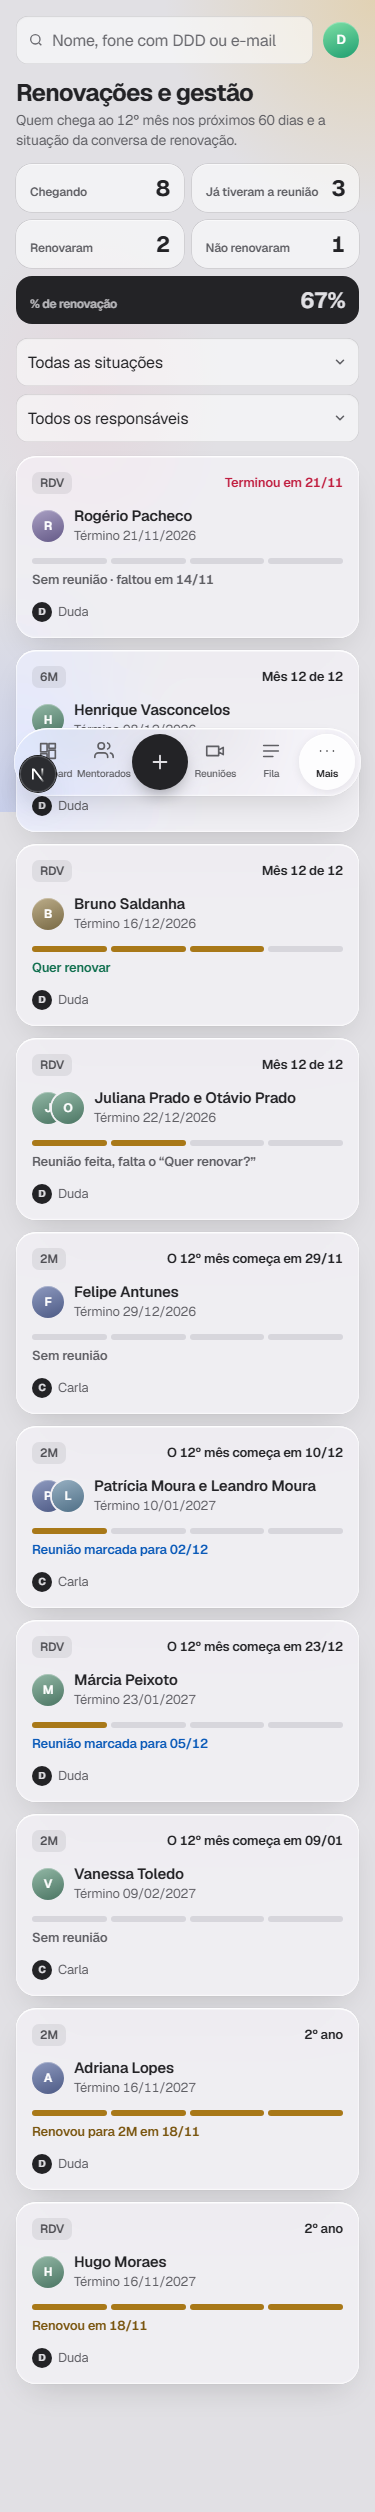 Nome, fone com DDD ou e-mail
D
Renovações e gestão
Quem chega ao 12º mês nos próximos 60 dias e a
situação da conversa de renovação.
Chegando 8
Já tiveram a reunião 3
Renovaram 2
Não renovaram 1
% de renovação 67%
Todas as situações
Todos os responsáveis
RDV Terminou em 21/11
R Rogério Pacheco
Término 21/11/2026
Sem reunião · faltou em 14/11
D Duda
6M Mês 12 de 12
H Henrique Vasconcelos
Mentorados
Reuniões
Fila
Mais
N
D Duda
RDV Mês 12 de 12
B Bruno Saldanha
Término 16/12/2026
Quer renovar
D Duda
RDV Mês 12 de 12
J O Juliana Prado e Otávio Prado
Término 22/12/2026
Reunião feita, falta o “Quer renovar?”
D Duda
2M O 12º mês começa em 29/11
F Felipe Antunes
Término 29/12/2026
Sem reunião
C Carla
2M O 12º mês começa em 10/12
P L Patrícia Moura e Leandro Moura
Término 10/01/2027
Reunião marcada para 02/12
C Carla
RDV O 12º mês começa em 23/12
M Márcia Peixoto
Término 23/01/2027
Reunião marcada para 05/12
D Duda
2M O 12º mês começa em 09/01
V Vanessa Toledo
Término 09/02/2027
Sem reunião
C Carla
2M 2º ano
A Adriana Lopes
Término 16/11/2027
Renovou para 2M em 18/11
D Duda
RDV 2º ano
H Hugo Moraes
Término 16/11/2027
Renovou em 18/11
D Duda